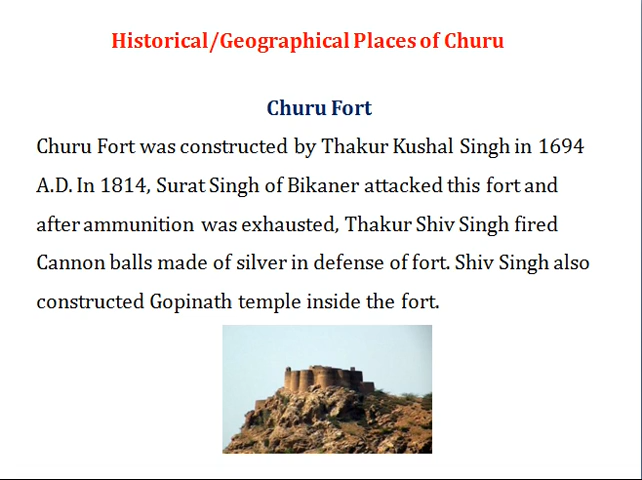 Historical/Geographical Places of Churu
Churu Fort
Churu Fort was constructed by Thakur Kushal Singh in 1694
A.D. In 1814, Surat Singh of Bikaner attacked this fort and
after ammunition was exhausted, Thakur Shiv Singh fired
Cannon balls made of silver in defense of fort. Shiv Singh also
constructed Gopinath temple inside the fort.